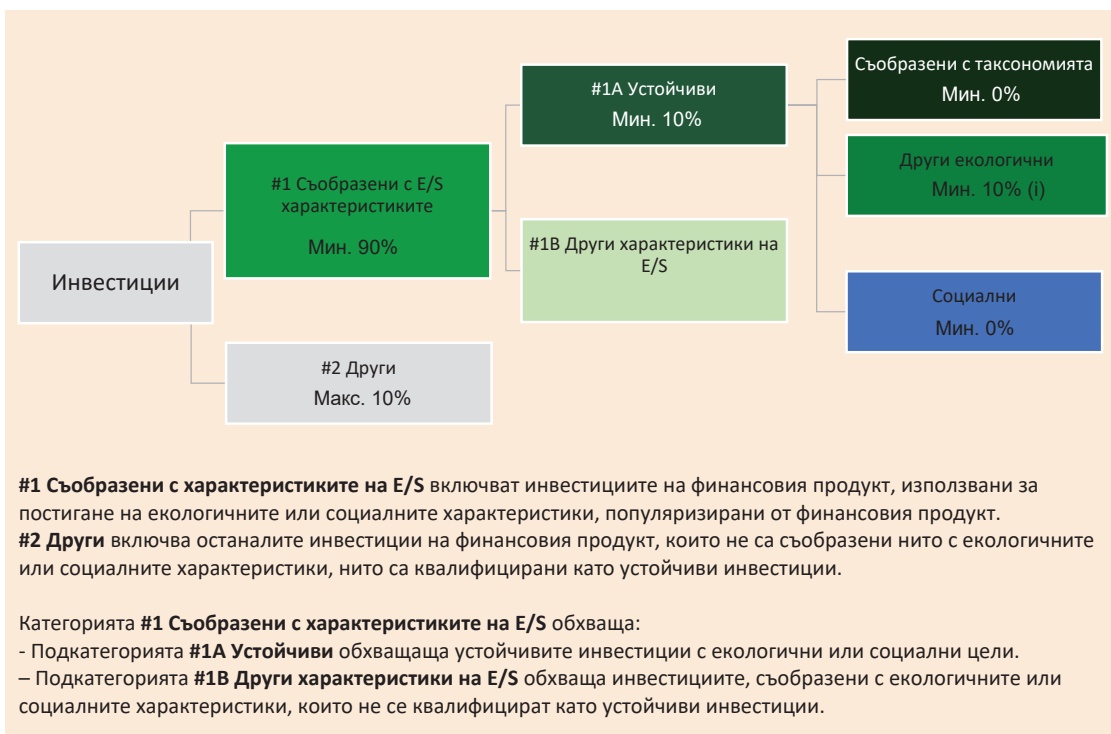 Инвестиции
#1 Съобразени с E/S
характеристиките
Мин. 90%
#2 Други
Макс. 10%
#1A Устойчиви
Мин. 10%
#1B Други характеристики на
E/S
Съобразени с таксономията
Мин. 0%
Други екологични
Мин. 10% (i)
Социални
Мин. 0%
#1 Съобразени с характеристиките на E/S включват инвестициите на финансовия продукт, използвани за
постигане на екологичните или социалните характеристики, популяризирани от финансовия продукт.
#2 Други включва останалите инвестиции на финансовия продукт, които не са съобразени нито с екологичните
или социалните характеристики, нито са квалифицирани като устойчиви инвестиции.
Категорията #1 Съобразени с характеристиките на E/S обхваща:
- Подкатегорията #1A Устойчиви обхващаща устойчивите инвестиции с екологични или социални цели.
– Подкатегорията #1B Други характеристики на E/S обхваща инвестициите, съобразени с екологичните или
социалните характеристики, които не се квалифицират като устойчиви инвестиции.